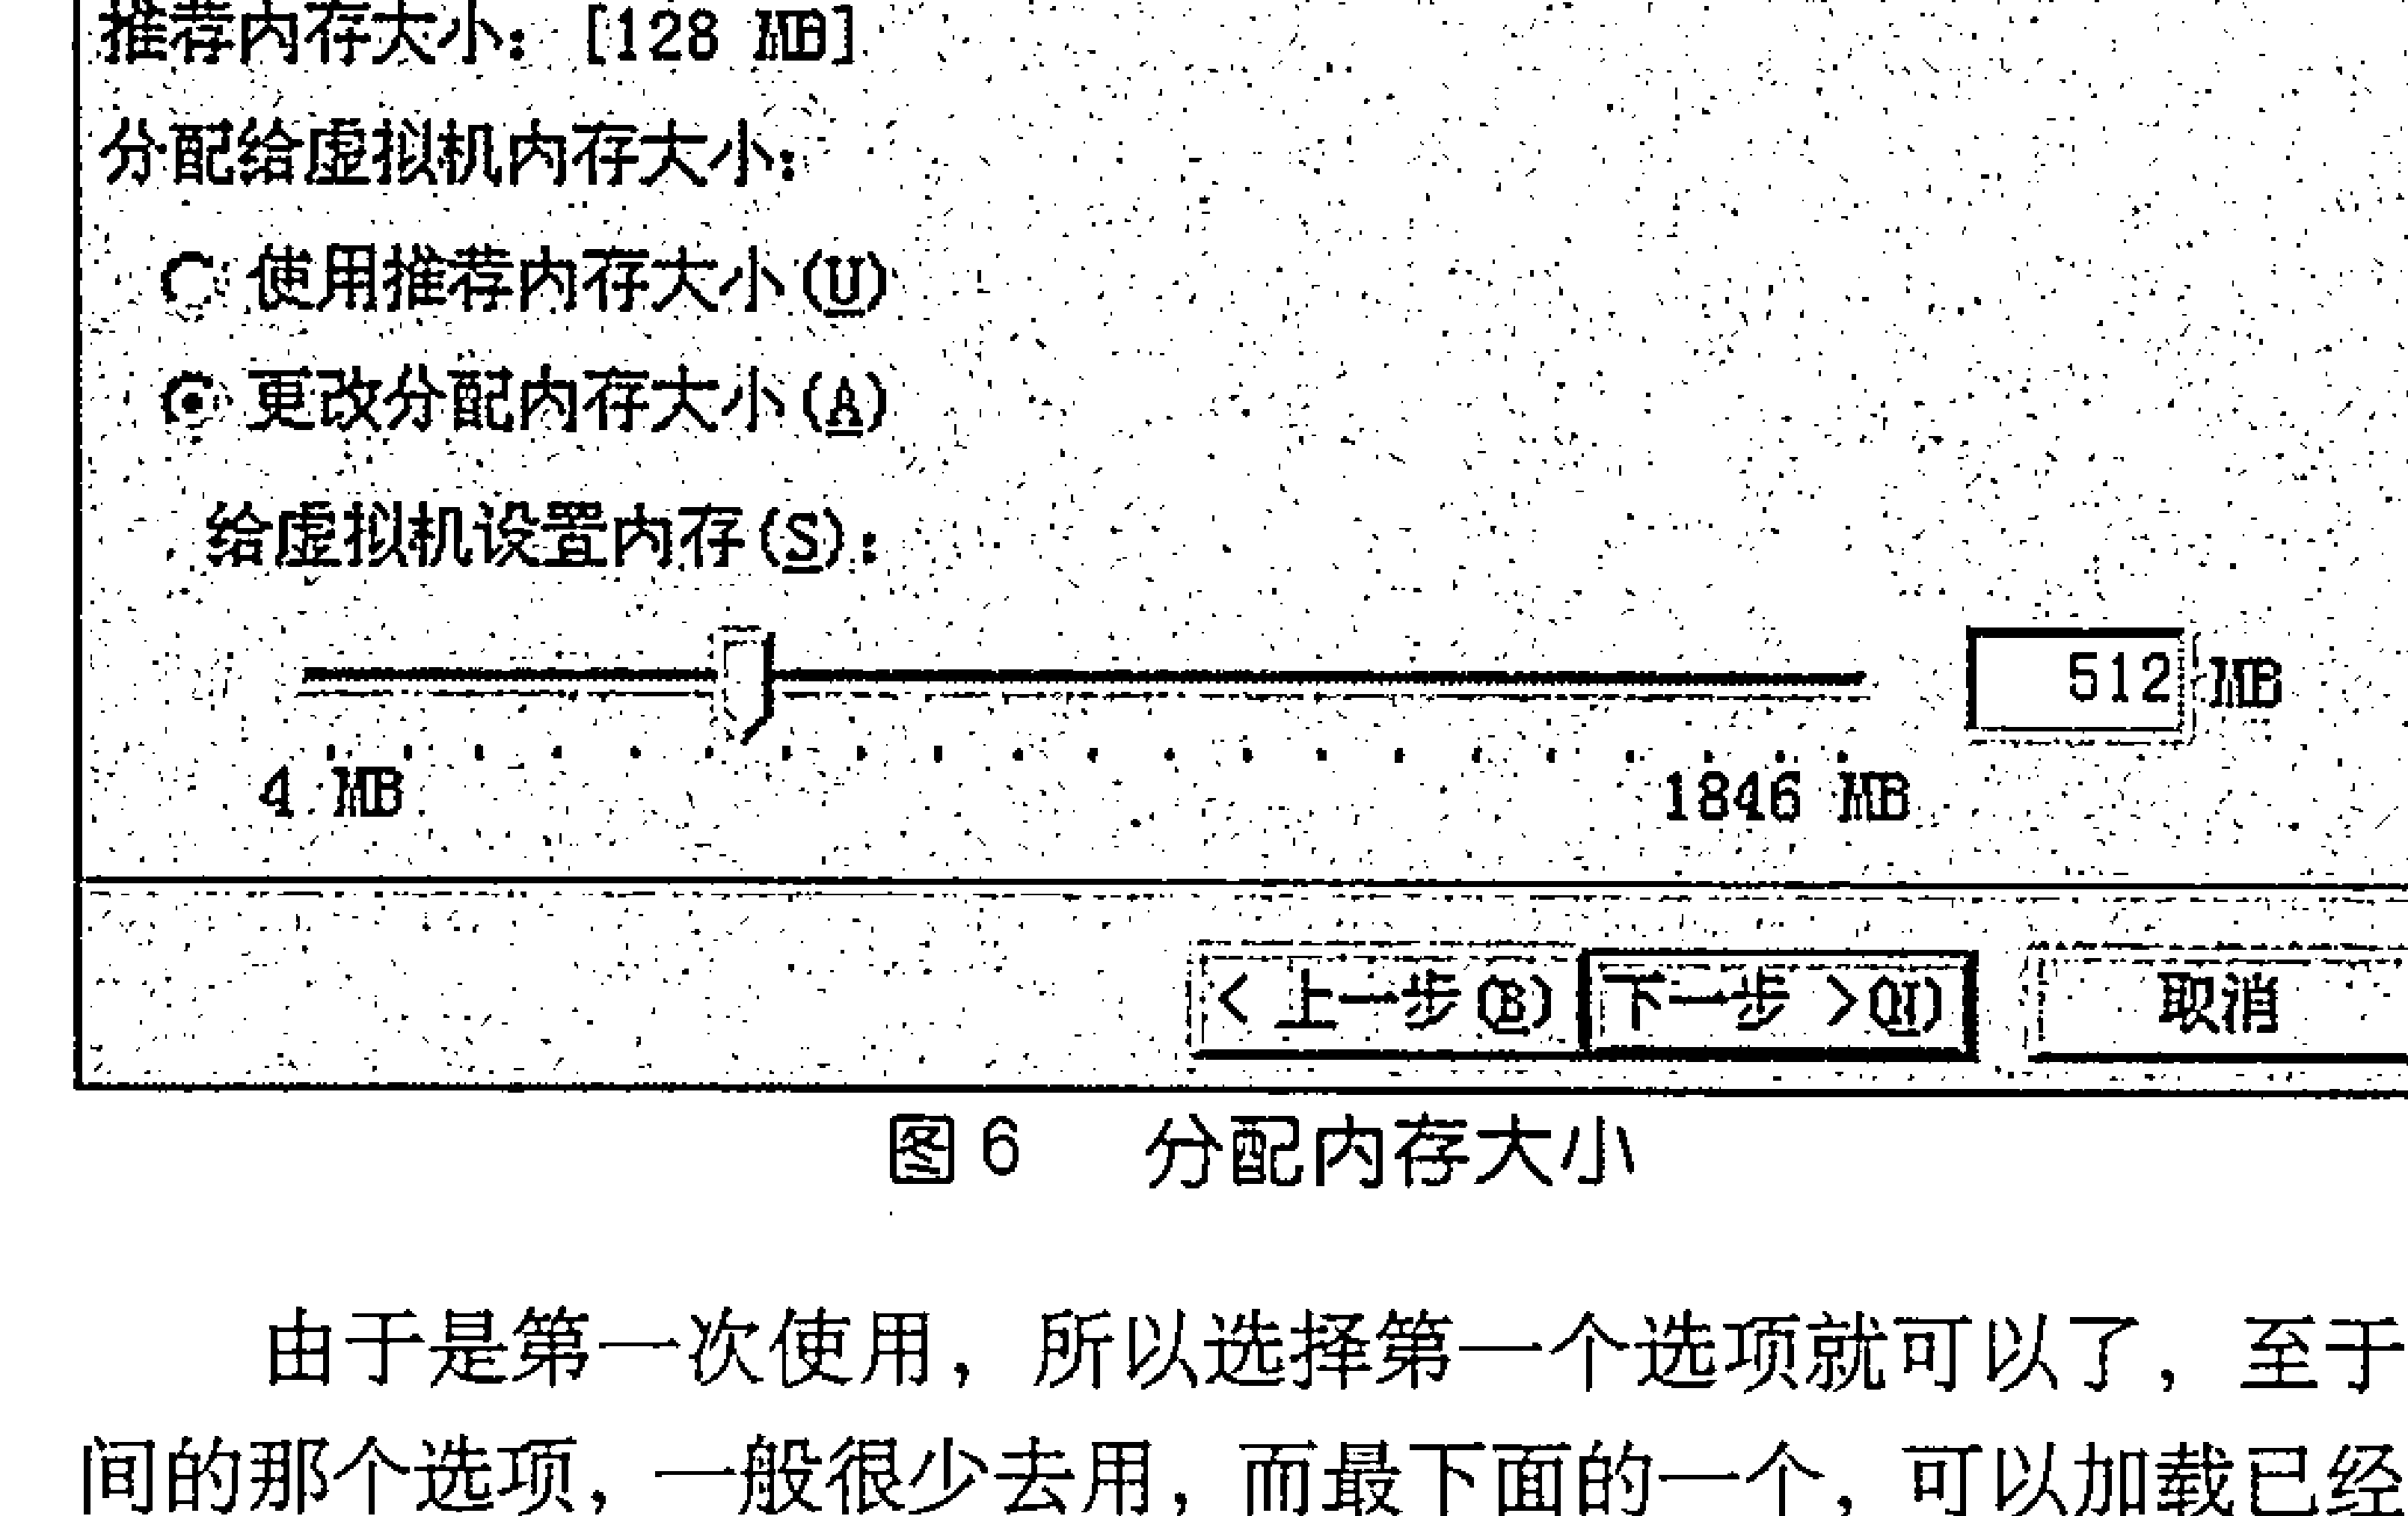 推荐内存大小: [128 MB]
分配给虚拟机内存大小:
使用推荐内存大小(U)
更改分配内存大小(A)
给虚拟机设置内存(S):
512 MB
4 MB 1846 MB
< 上一步(B) 下一步 >(N) 取消
图 6 分配内存大小
由于是第一次使用，所以选择第一个选项就可以了，至于
间的那个选项，一般很少去用，而最下面的一个，可以加载已经